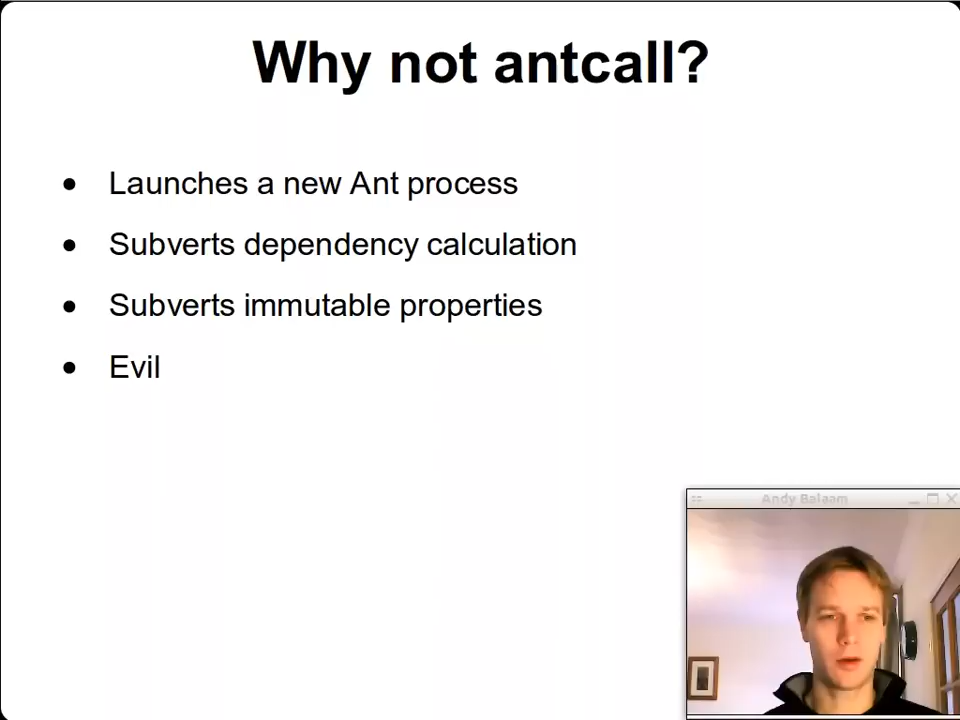 Why not antcall?
Launches a new Ant process
Subverts dependency calculation
Subverts immutable properties
Evil
Andy Balaam